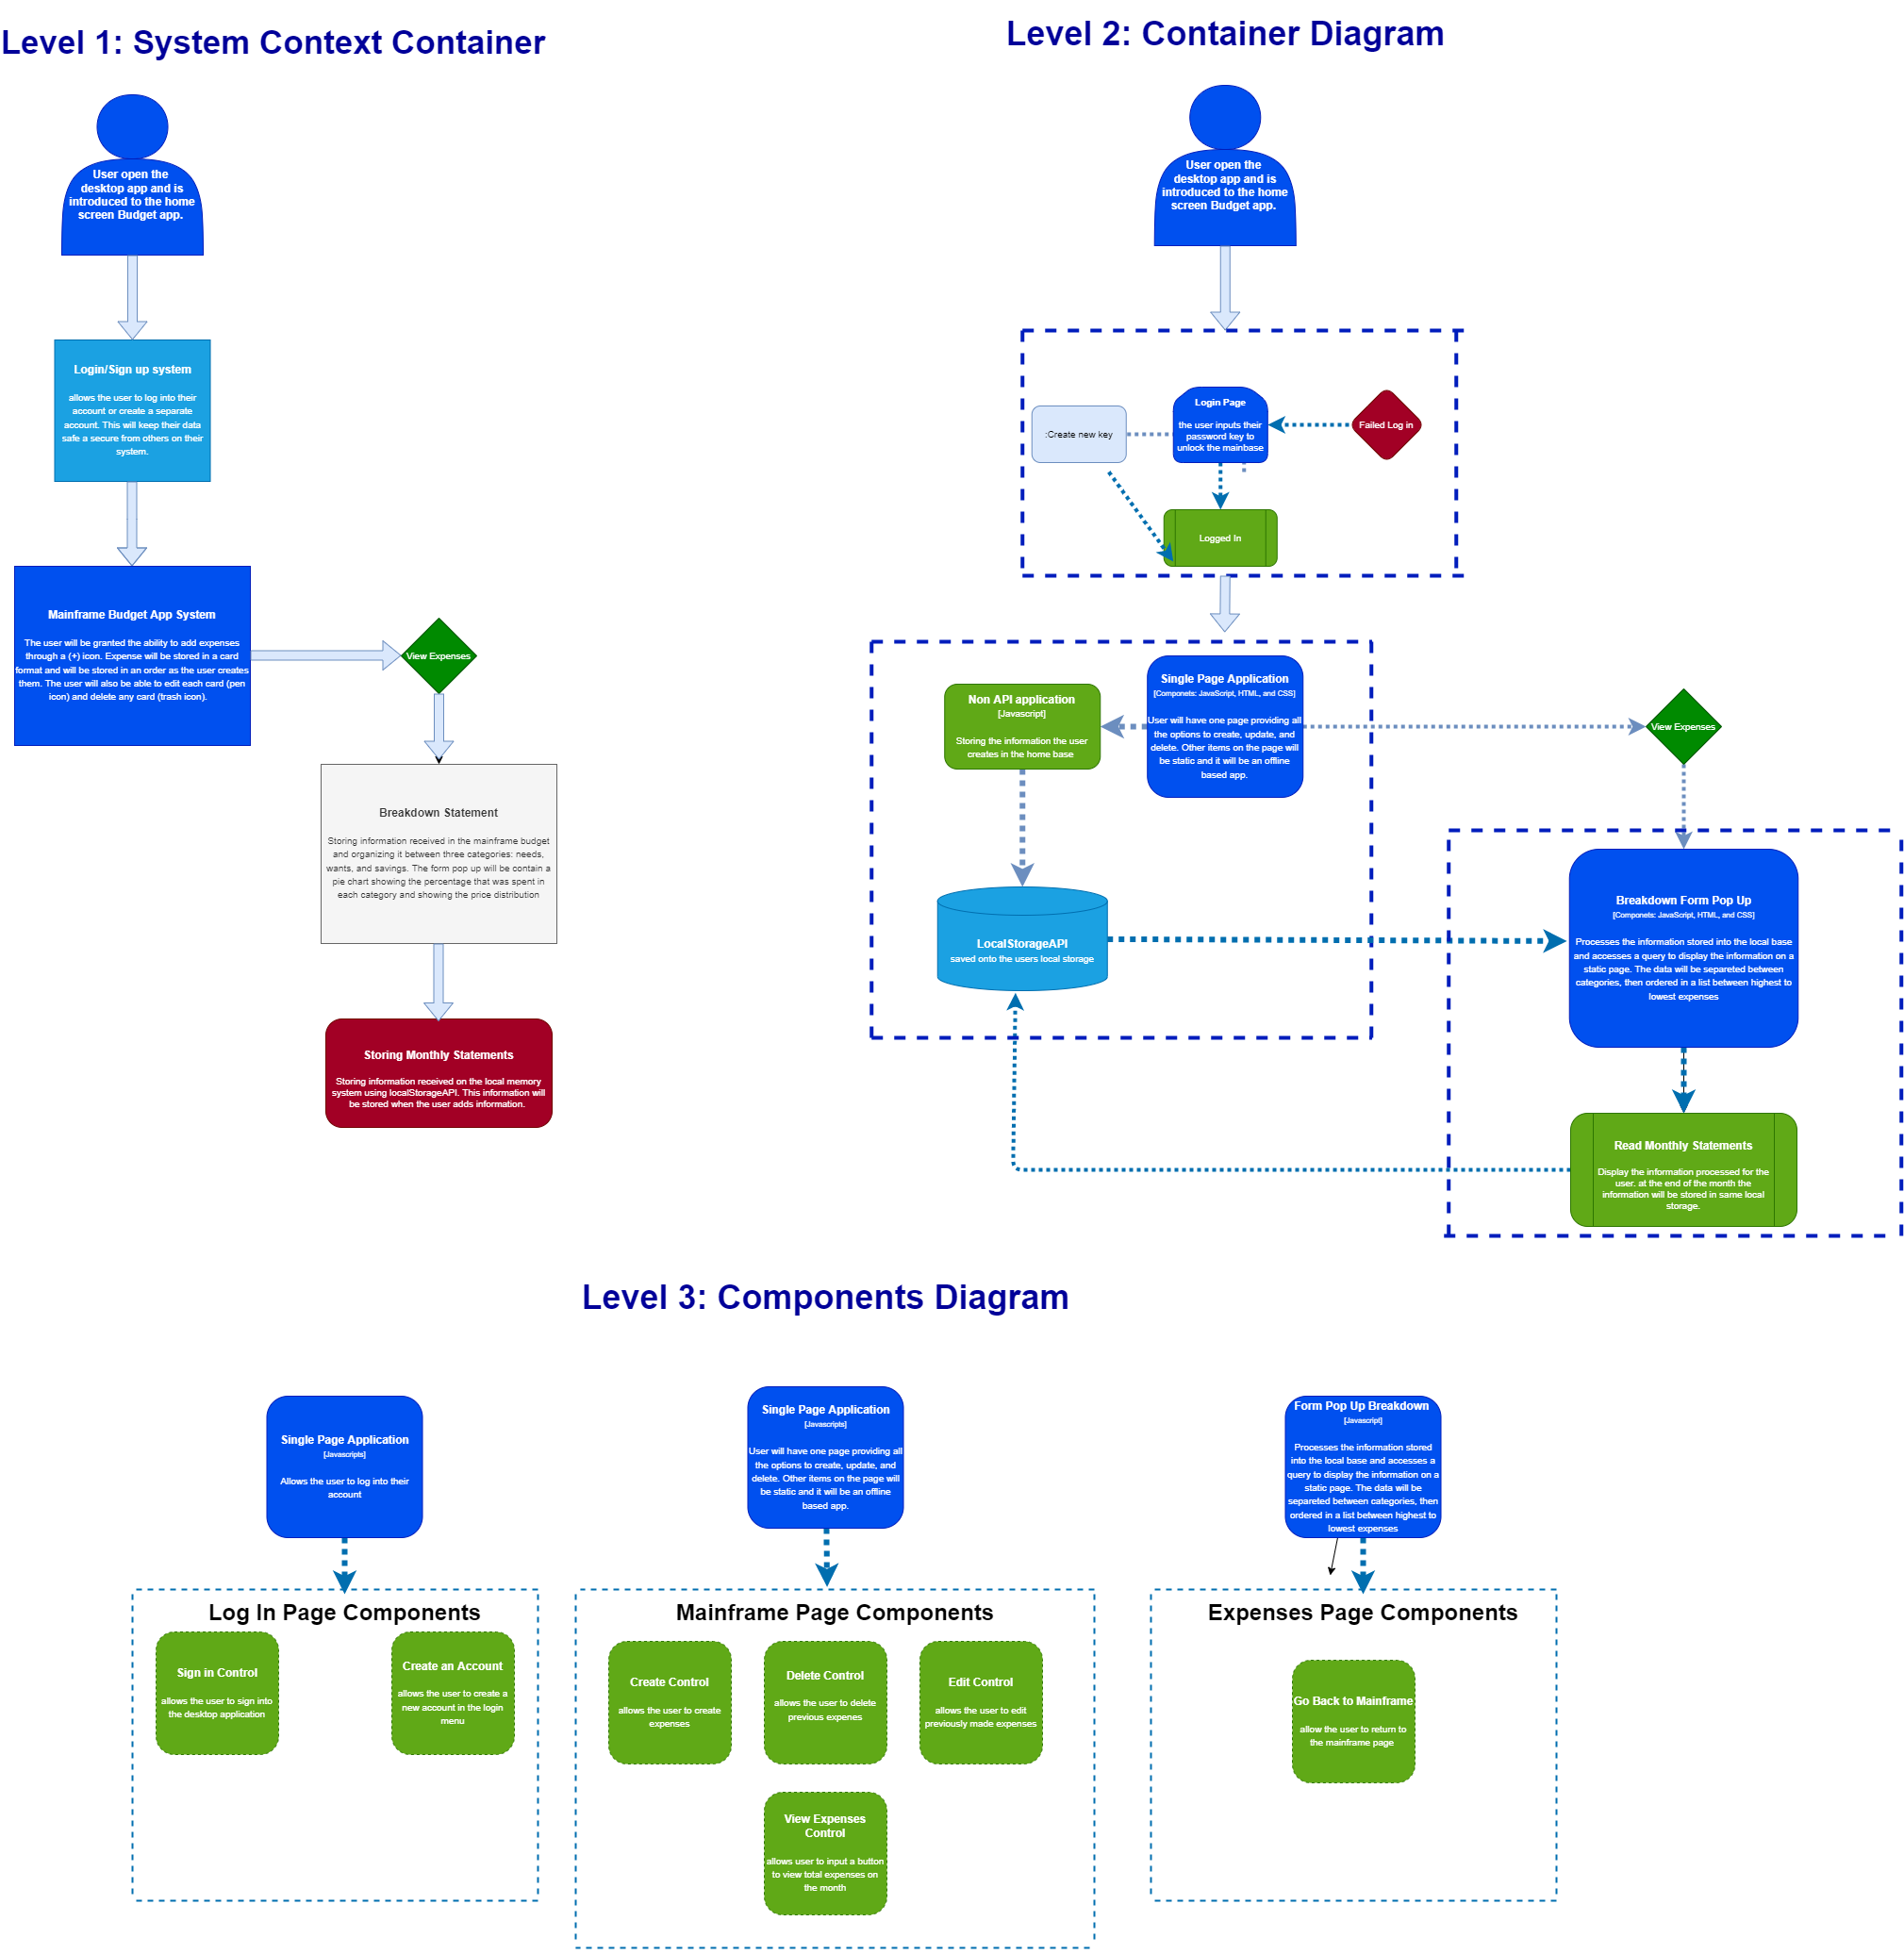 Level 1: System Context Container
User open the
desktop app and is
introduced to the home
screen Budget app.
Login/Sign up system
allows the user to log into their
account or create a separate
account. This will keep their data
safe a secure from others on their
system.
Mainframe Budget App System
The user will be granted the ability to add expenses
through a (+) icon. Expense will be stored in a card
format and will be stored in an order as the user creates
them. The user will also be able to edit each card (pen
icon) and delete any card (trash icon).
View Expenses
Breakdown Statement
Storing information received in the mainframe budget
and organizing it between three categories: needs,
wants, and savings. The form pop up will be contain a
pie chart showing the percentage that was spent in
each category and showing the price distribution
Storing Monthly Statements
Storing information received on the local memory
system using localStorageAPI. This information will
be stored when the user adds information.
Level 2: Container Diagram
User open the
desktop app and is
introduced to the home
screen Budget app.
:Create new key
Login Page
the user inputs their
password key to
unlock the mainbase
Failed Log in
Logged In
Non API application
[Javascript]
Storing the information the user
creates in the home base
Single Page Application
[Componets: JavaScript, HTML, and CSS]
User will have one page providing all
the options to create, update, and
delete. Other items on the page will
be static and it will be an offline
based app.
View Expenses
LocalStorageAPI
saved onto the users local storage
Breakdown Form Pop Up
[Componets: JavaScript, HTML, and CSS]
Processes the information stored into the local base
and accesses a query to display the information on a
static page. The data will be separeted between
categories, then ordered in a list between highest to
lowest expenses
Read Monthly Statements
Display the information processed for the
user. at the end of the month the
information will be stored in same local
storage.
Level 3: Components Diagram
Single Page Application
[Javascripts]
Allows the user to log into their
account
Log In Page Components
Sign in Control
allows the user to sign into
the desktop application
Create an Account
allows the user to create a
new account in the login
menu
Single Page Application
[Javascripts]
User will have one page providing all
the options to create, update, and
delete. Other items on the page will
be static and it will be an offline
based app.
Mainframe Page Components
Create Control
allows the user to create
expenses
Delete Control
allows the user to delete
previous expenes
Edit Control
allows the user to edit
previously made expenses
View Expenses
Control
allows user to input a button
to view total expenses on
the month
Form Pop Up Breakdown
[Javascript]
Processes the information stored
into the local base and accesses a
query to display the information on a
static page. The data will be
separeted between categories, then
ordered in a list between highest to
lowest expenses
Expenses Page Components
Go Back to Mainframe
allow the user to return to
the mainframe page